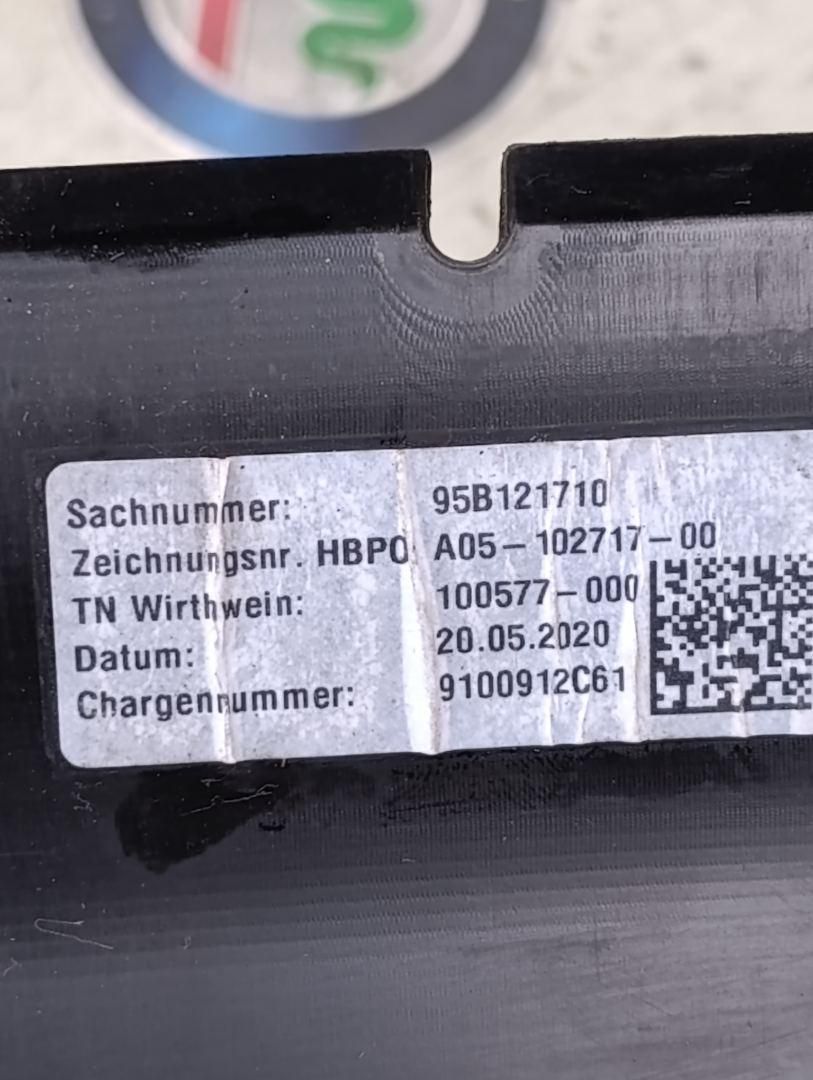 Sachnummer: 95B121710
Zeichnungsnr. HBPO A05-102717-00
TN Wirthwein: 100577-000
Datum: 20.05.2020
Chargennummer: 9100912C61